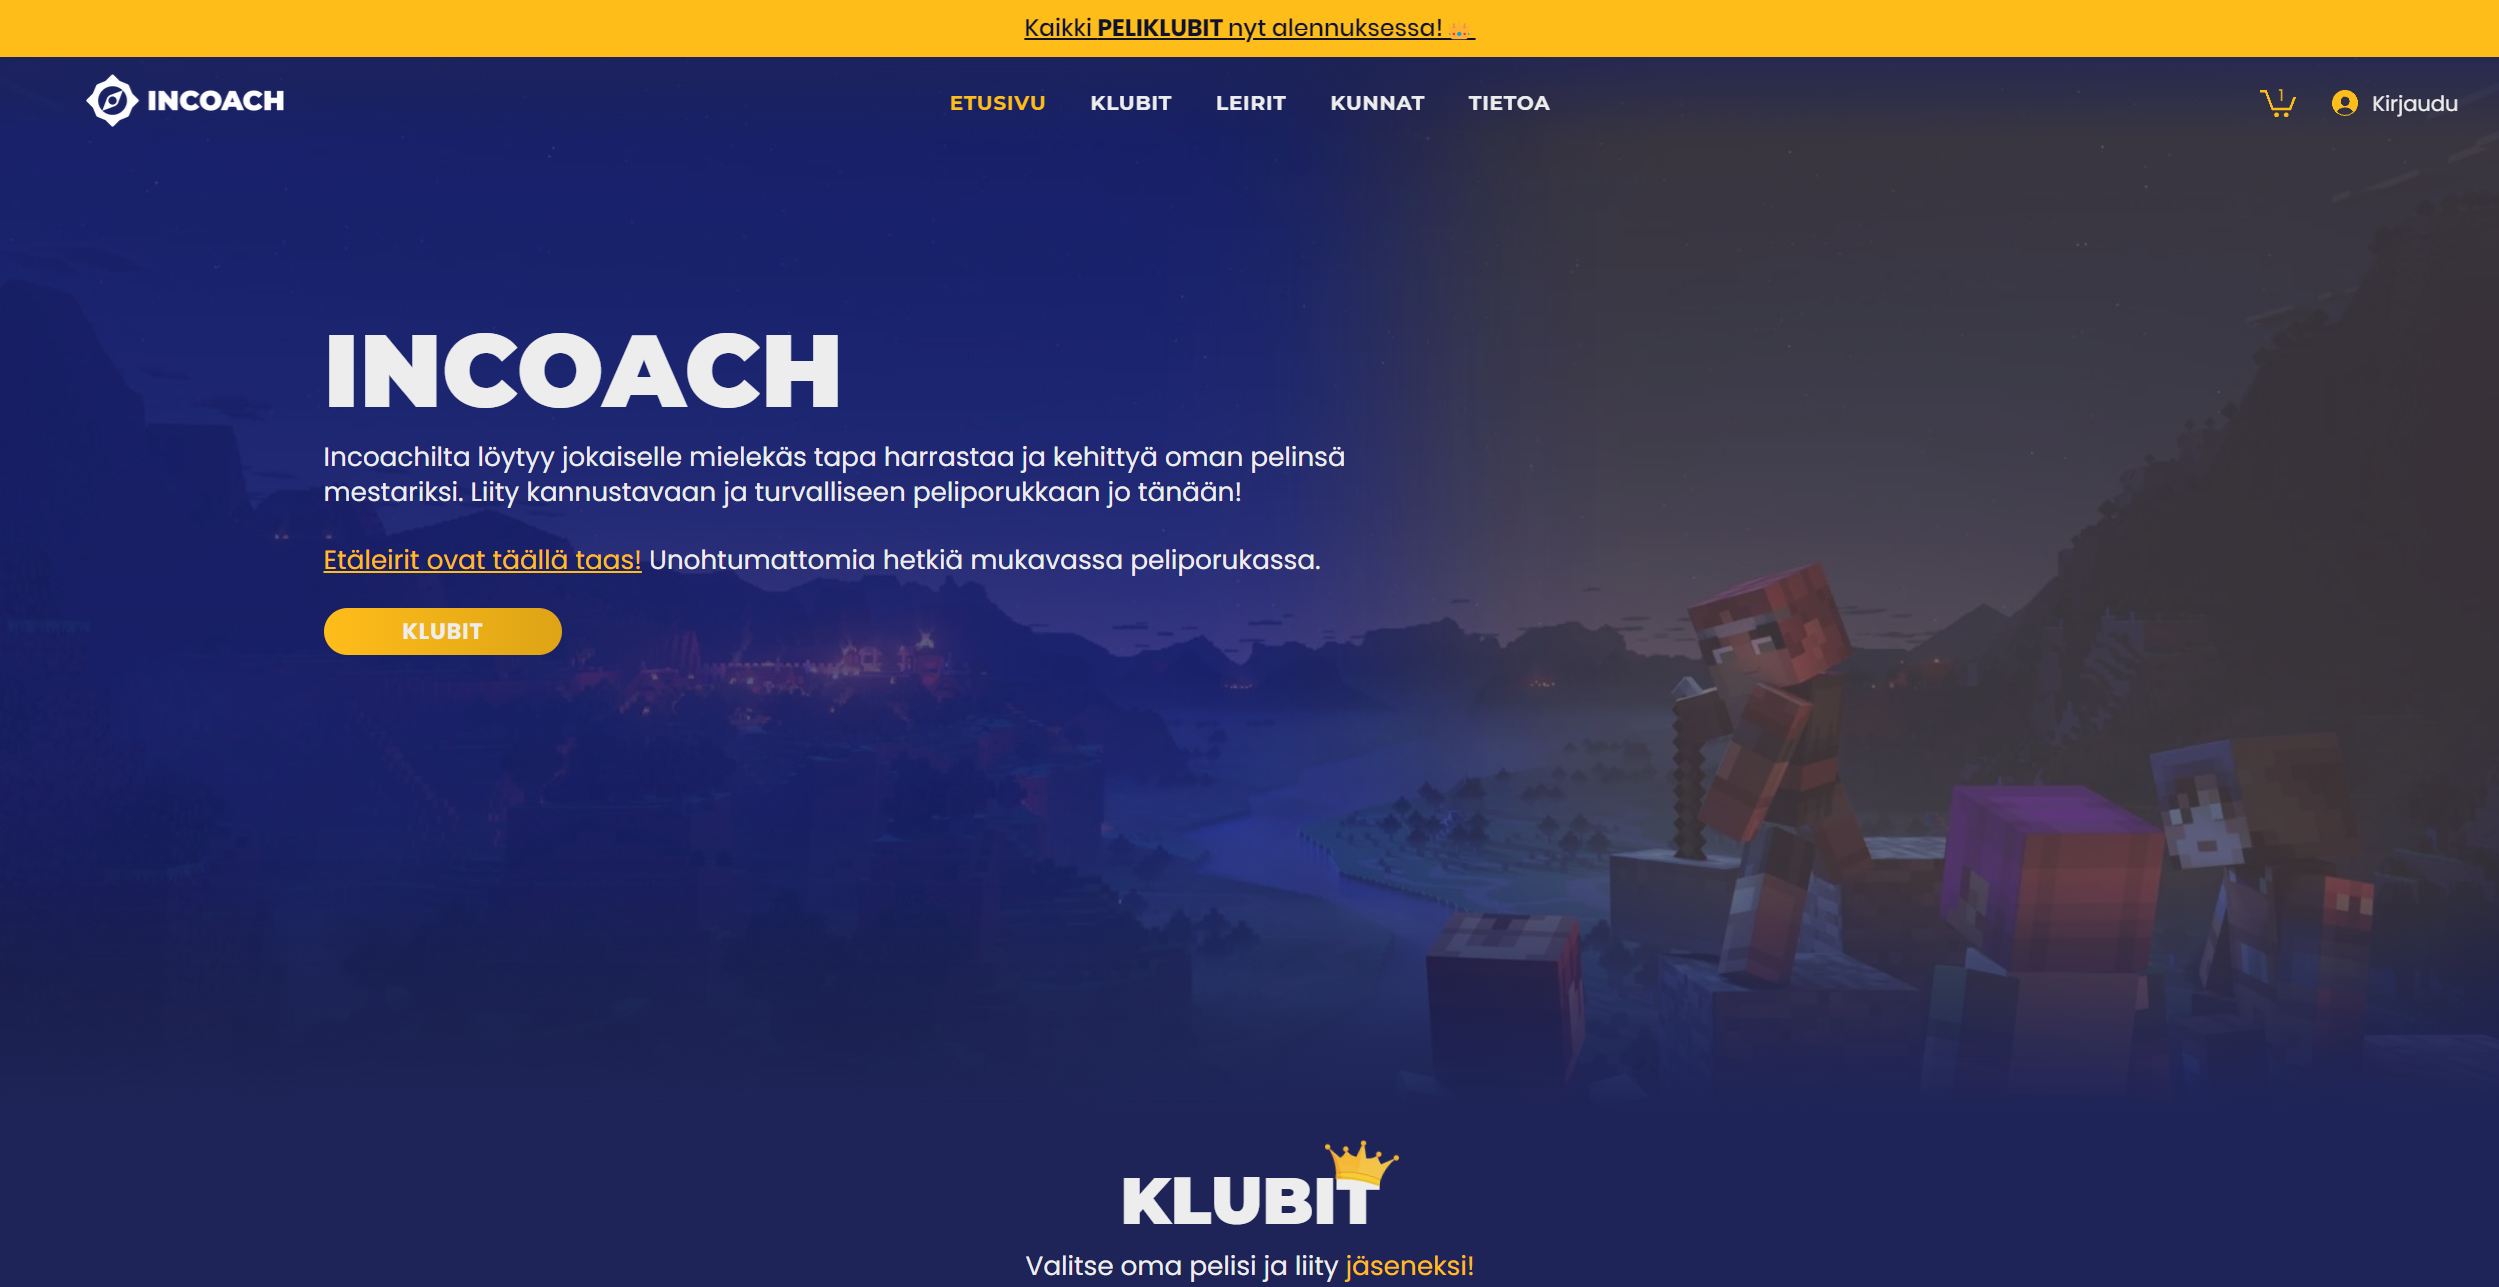 Kaikki PELIKLUBIT nyt alennuksessa!
INCOACH
ETUSIVU KLUBIT LEIRIT KUNNAT TIETOA
1
Kirjaudu
INCOACH
Incoachilta löytyy jokaiselle mielekäs tapa harrastaa ja kehittyä oman pelinsä
mestariksi. Liity kannustavaan ja turvalliseen peliporukkaan jo tänään!
Etäleirit ovat täällä taas! Unohtumattomia hetkiä mukavassa peliporukassa.
KLUBIT
KLUBIT
Valitse oma pelisi ja liity jäseneksi!